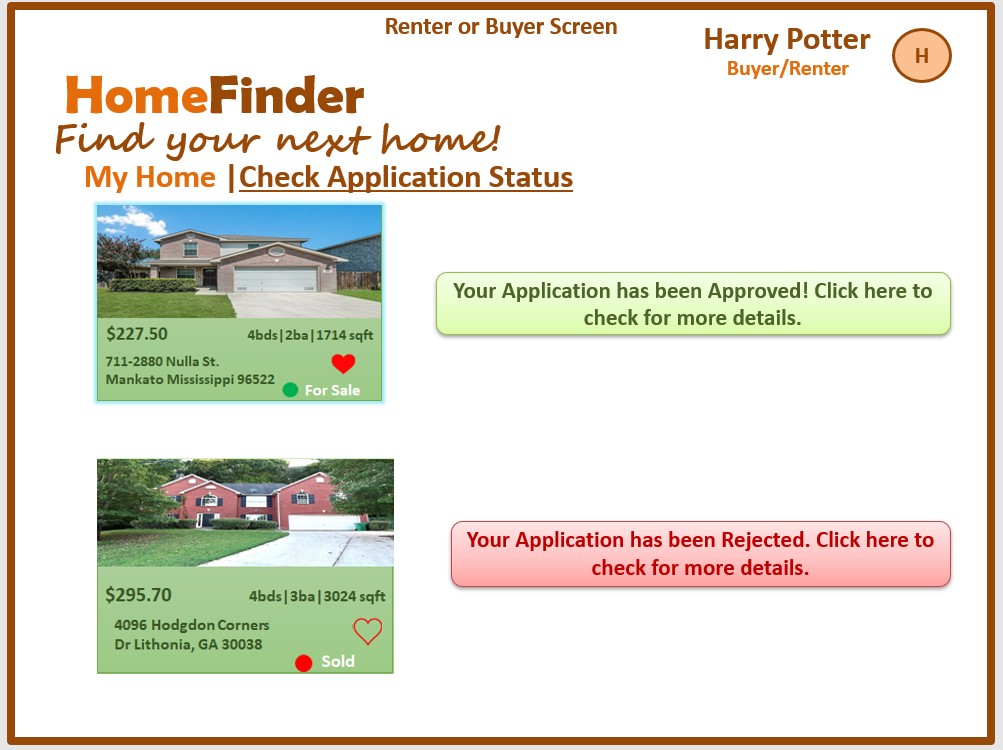 Renter or Buyer Screen
Harry Potter
Buyer/Renter
H
HomeFinder
Find your next home!
My Home |Check Application Status
$227.50 4bds|2ba|1714 sqft
711-2880 Nulla St.
Mankato Mississippi 96522
For Sale
Your Application has been Approved! Click here to
check for more details.
$295.70 4bds|3ba|3024 sqft
4096 Hodgdon Corners
Dr Lithonia, GA 30038
Sold
Your Application has been Rejected. Click here to
check for more details.